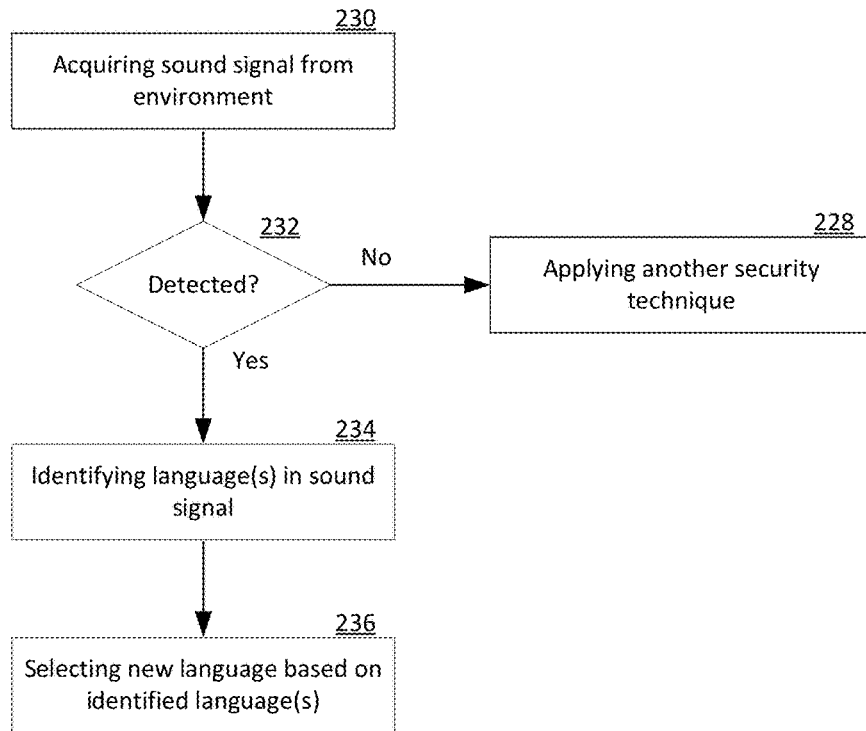 230
Acquiring sound signal from
environment
232
Detected?
No
228
Applying another security
technique
Yes
234
Identifying language(s) in sound
signal
236
Selecting new language based on
identified language(s)